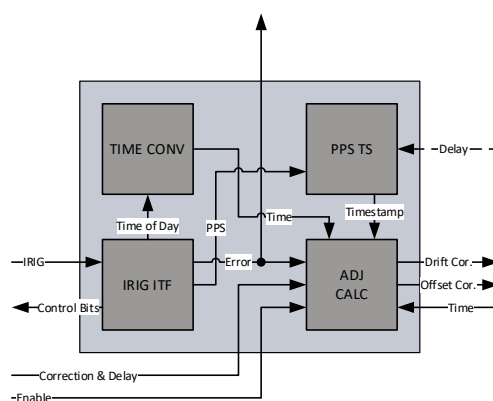 TIME CONV
PPS TS
Delay
Time of Day
PPS
Time
Timestamp
IRIG
IRIG ITF
Error
ADJ
CALC
Drift Cor.
Offset Cor.
Control Bits
Time
Correction & Delay
Enable